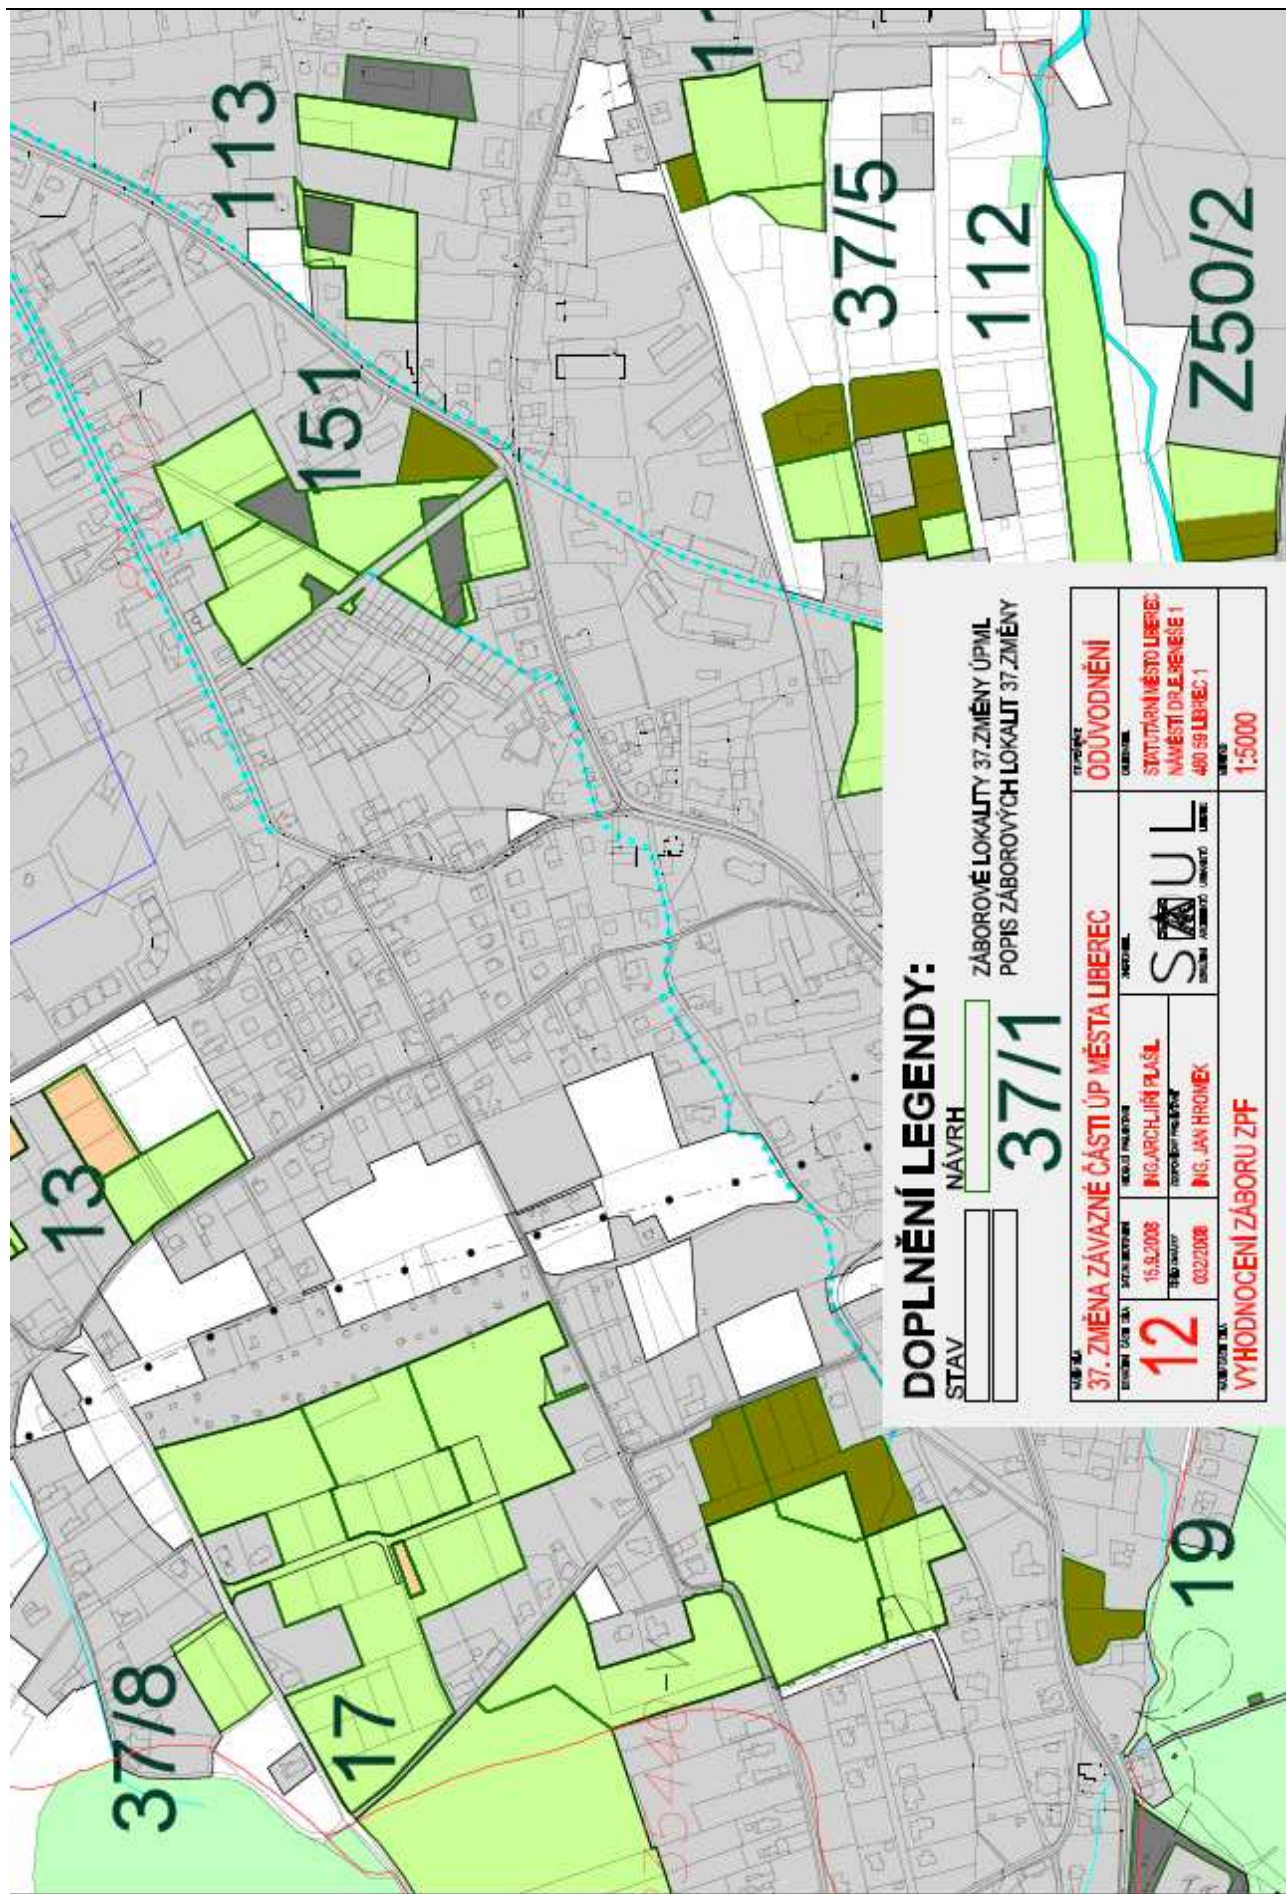 113
151
37/5
112
Z50/2
13
37/8
17
19
DOPLNĚNÍ LEGENDY:
STAV
NÁVRH
ZÁBOROVÉ LOKALITY 37.ZMĚNY ÚPML
37/1
POPIS ZÁBOROVÝCH LOKALIT 37.ZMĚNY
37. ZMĚNA ZÁVAZNÉ ČÁSTI ÚP MĚSTA LIBEREC
ODŮVODNĚNÍ
12
15.9.2008
ING.ARCH.JIŘÍ PLAŠIL
032/2008
ING. JAN HROMEK
SAUL
STATUTÁRNÍ MĚSTO LIBEREC
NÁMĚSTÍ DR.E.BENEŠE 1
460 59 LIBEREC 1
VYHODNOCENÍ ZÁBORU ZPF
1:5000